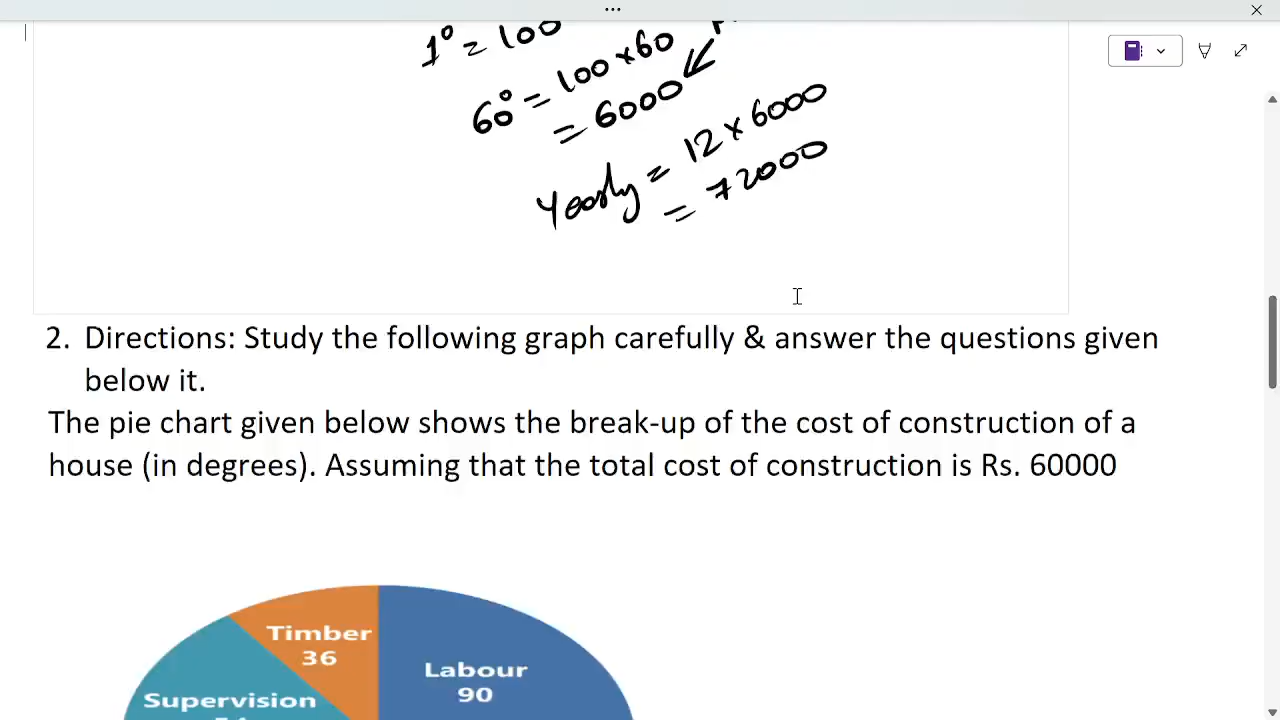 1° = 100
60° = 100 × 60
= 6000
Yearly = 12 × 6000
= 72000
2. Directions: Study the following graph carefully & answer the questions given
below it.
The pie chart given below shows the break-up of the cost of construction of a
house (in degrees). Assuming that the total cost of construction is Rs. 60000
Timber
36
Labour
90
Supervision